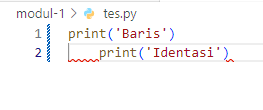 modul-1 > tes.py
1 print('Baris')
2     print('Identasi')